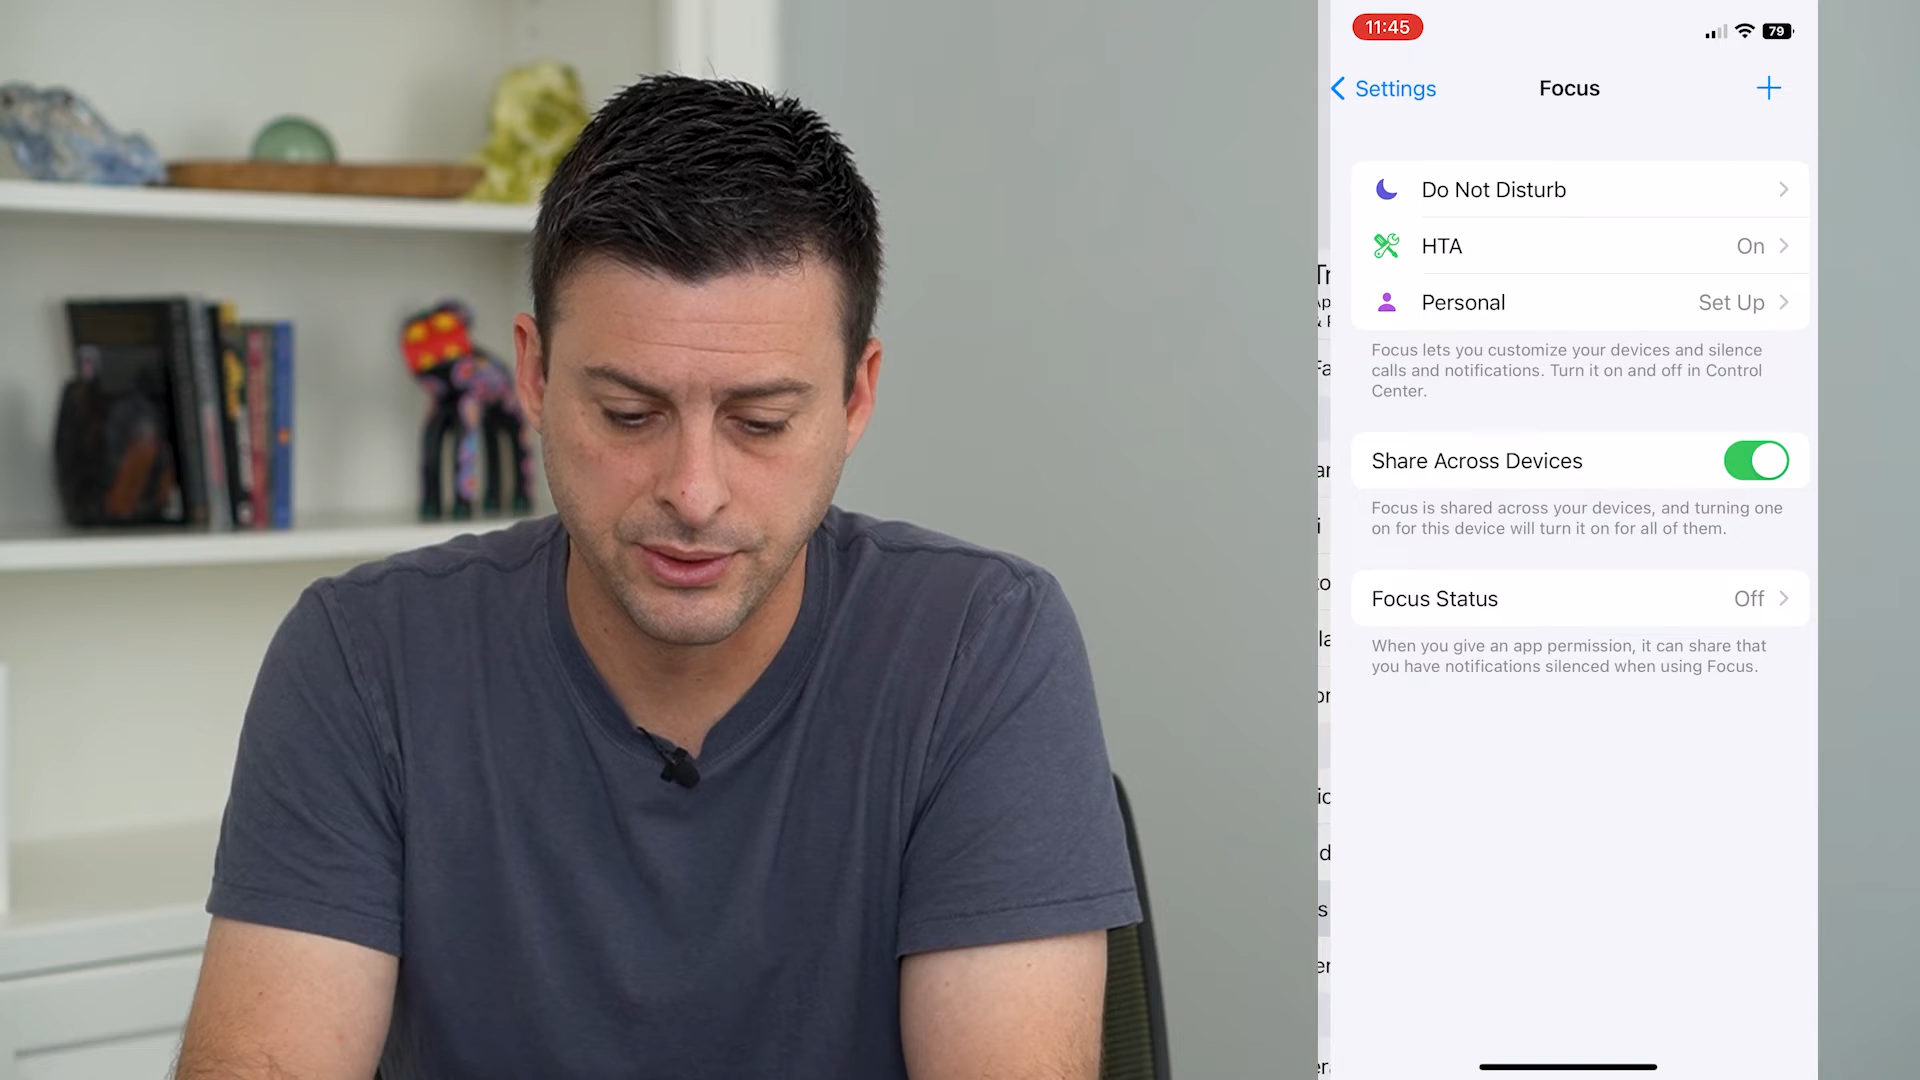 11:45
79
Settings
Focus
Do Not Disturb
HTA On
Personal Set Up
Focus lets you customize your devices and silence
calls and notifications. Turn it on and off in Control
Center.
Share Across Devices
Focus is shared across your devices, and turning one
on for this device will turn it on for all of them.
Focus Status Off
When you give an app permission, it can share that
you have notifications silenced when using Focus.